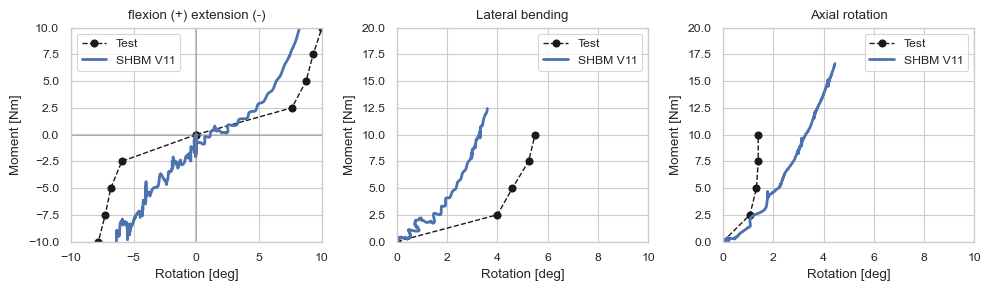 flexion (+) extension (-)
Moment [Nm]
10.0
7.5
5.0
2.5
0.0
−2.5
−5.0
−7.5
−10.0
Test
SHBM V11
−10
−5
0
5
10
Rotation [deg]
Lateral bending
Moment [Nm]
20.0
17.5
15.0
12.5
10.0
7.5
5.0
2.5
0.0
Test
SHBM V11
0
2
4
6
8
10
Rotation [deg]
Axial rotation
Moment [Nm]
20.0
17.5
15.0
12.5
10.0
7.5
5.0
2.5
0.0
Test
SHBM V11
0
2
4
6
8
10
Rotation [deg]